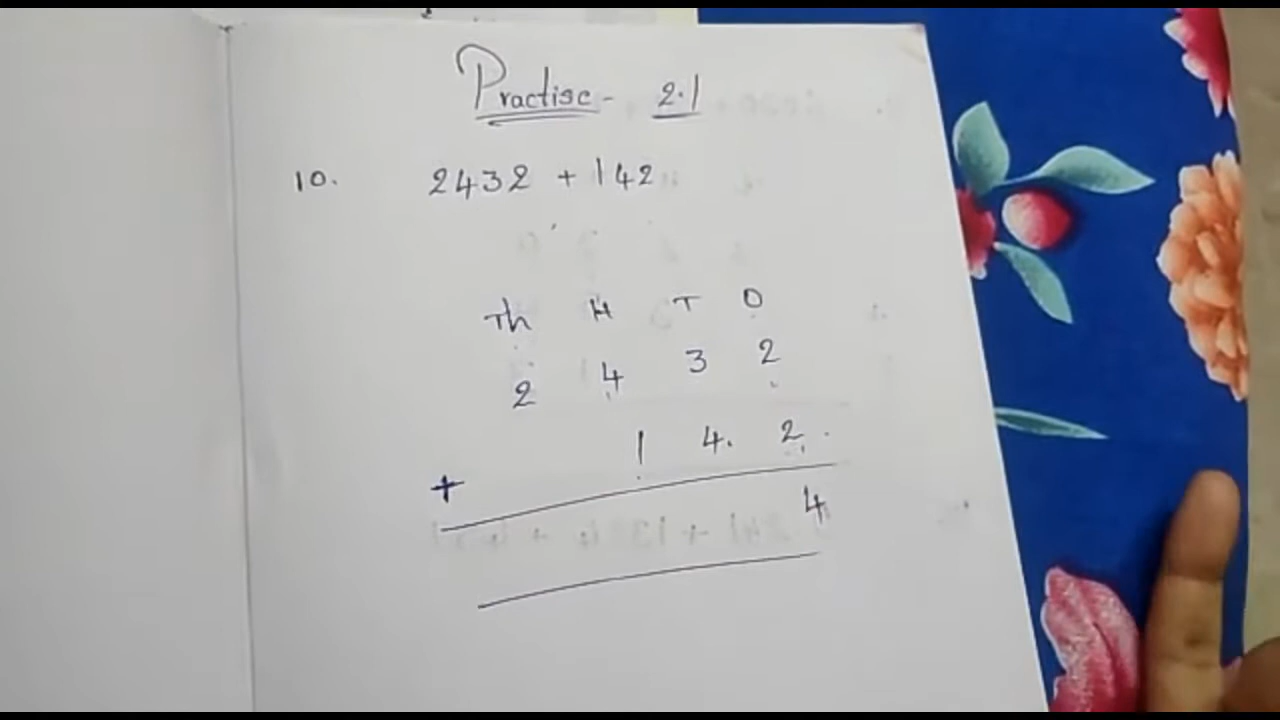 Practise- 2.1
10. 2432 + 142
Th H T O
2 4 3 2
+ 1 4. 2
4